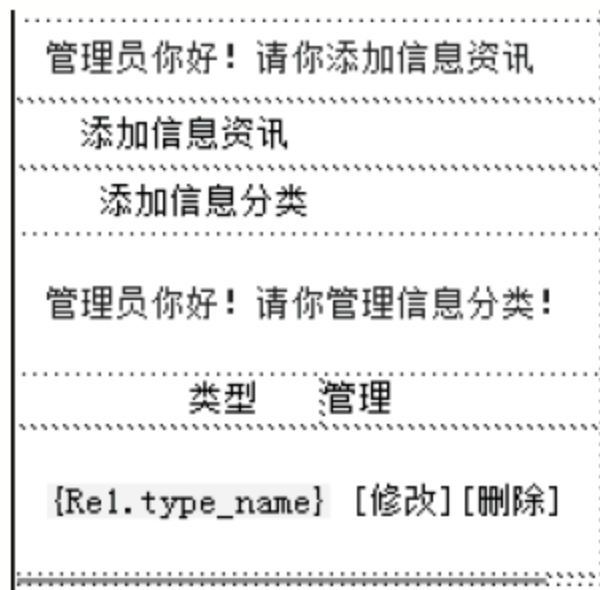 管理员你好！请你添加信息资讯
添加信息资讯
添加信息分类
管理员你好！请你管理信息分类！
类型 管理
{Re1.type_name} [修改][删除]